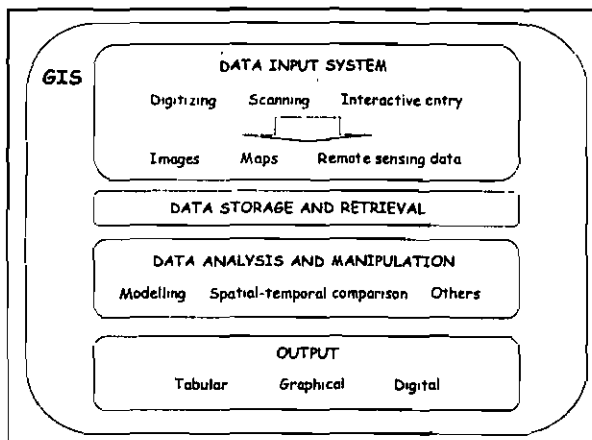 GIS
DATA INPUT SYSTEM
Digitizing Scanning Interactive entry
Images Maps Remote sensing data
DATA STORAGE AND RETRIEVAL
DATA ANALYSIS AND MANIPULATION
Modelling Spatial-temporal comparison Others
OUTPUT
Tabular Graphical Digital